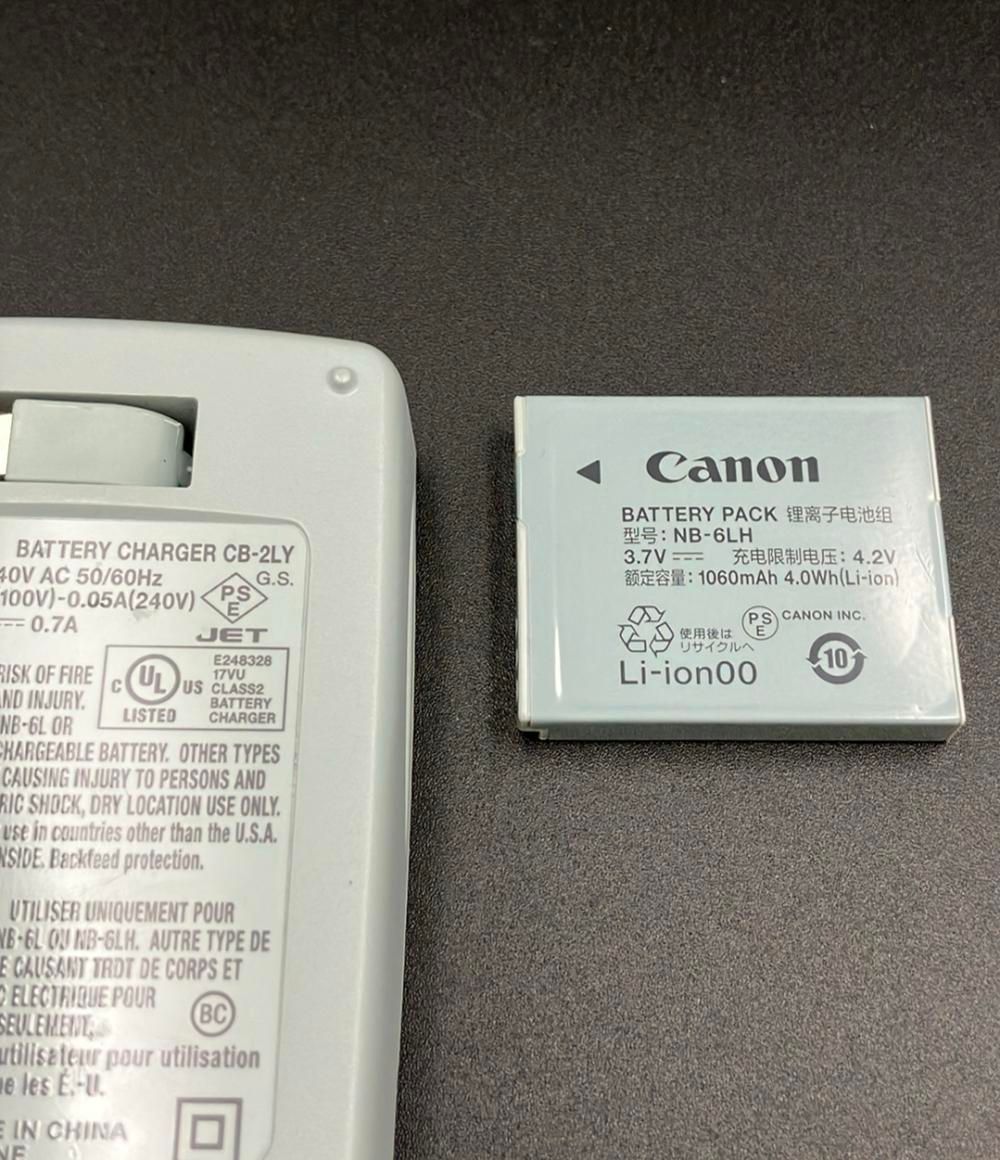 BATTERY CHARGER CB-2LY
40V AC 50/60Hz
G.S.
100V)-0.05A(240V)
PS
E
0.7A
JET
RISK OF FIRE
AND INJURY.
NB-6L OR
C UL US
LISTED
E248328
17VU
CLASS2
BATTERY
CHARGER
CHARGEABLE BATTERY. OTHER TYPES
CAUSING INJURY TO PERSONS AND
RIC SHOCK, DRY LOCATION USE ONLY.
use in countries other than the U.S.A.
NSIDE. Backfeed protection.
UTILISER UNIQUEMENT POUR
NB-6L OU NB-6LH. AUTRE TYPE DE
E CAUSANT TRDT DE CORPS ET
C ELECTRIQUE POUR
SEULEMENT,
BC
utilisateur pour utilisation
ue les É.-U.
E IN CHINA
NE
Canon
BATTERY PACK 锂离子电池组
型号: NB-6LH
3.7V 充电限制电压: 4.2V
额定容量: 1060mAh 4.0Wh(Li-ion)
使用後は
リサイクルへ
PS
E
CANON INC.
Li-ion00
10